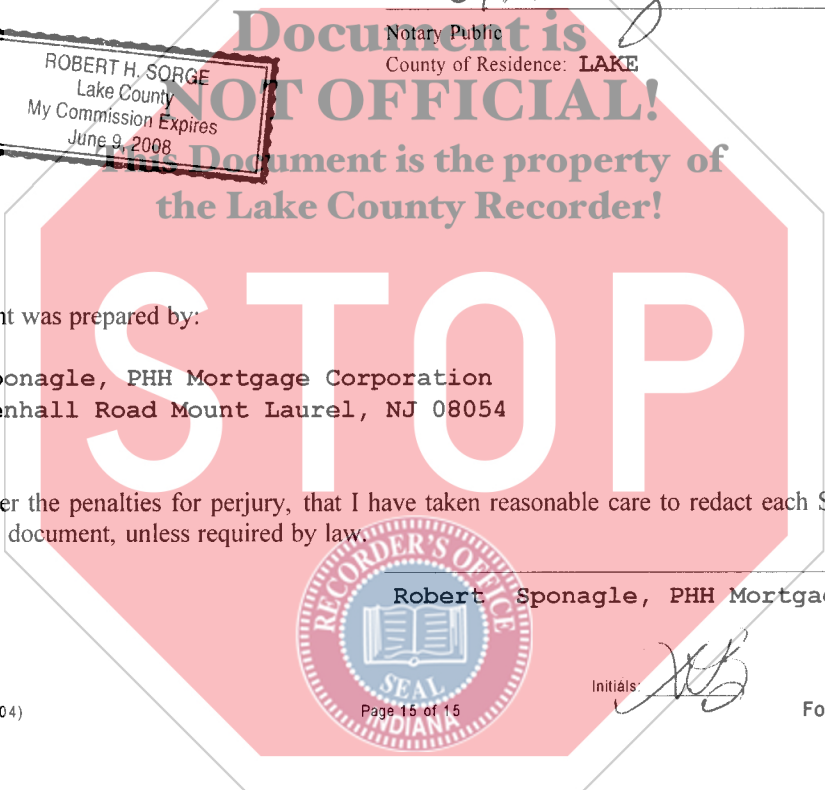 Document is
Notary Public
County of Residence: LAKE
ROBERT H. SORGE
Lake County
My Commission Expires
June 9, 2008
NOT OFFICIAL!
This Document is the property of
the Lake County Recorder!
STOP
nt was prepared by:
onagle, PHH Mortgage Corporation
enhall Road Mount Laurel, NJ 08054
er the penalties for perjury, that I have taken reasonable care to redact each S
document, unless required by law.
RECORDER'S OFFICE
SEAL
INDIANA
Robert Sponagle, PHH Mortgag
Initials:
04)
Page 15 of 15
Fo